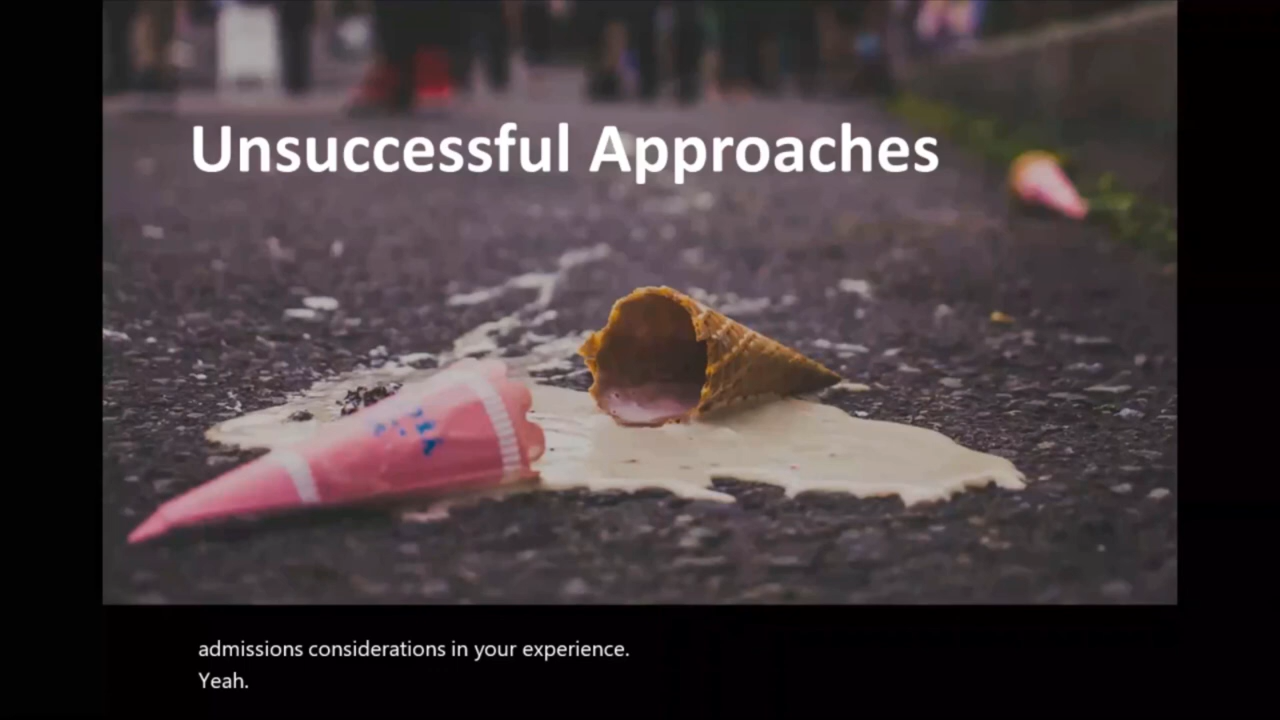 Unsuccessful Approaches
admissions considerations in your experience.
Yeah.